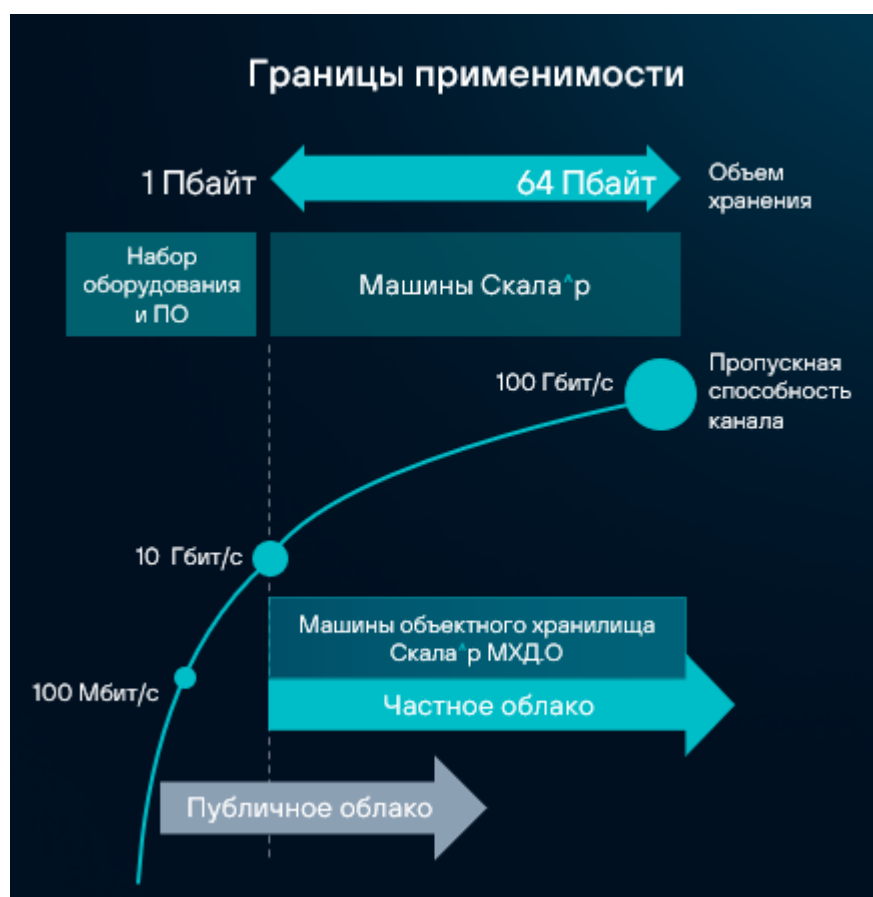 Границы применимости
1 Пбайт
64 Пбайт
Объем
хранения
Набор
оборудования
и ПО
Машины Скала^р
Пропускная
способность
канала
100 Гбит/с
10 Гбит/с
Машины объектного хранилища
Скала^р МХД.О
100 Мбит/с
Частное облако
Публичное облако